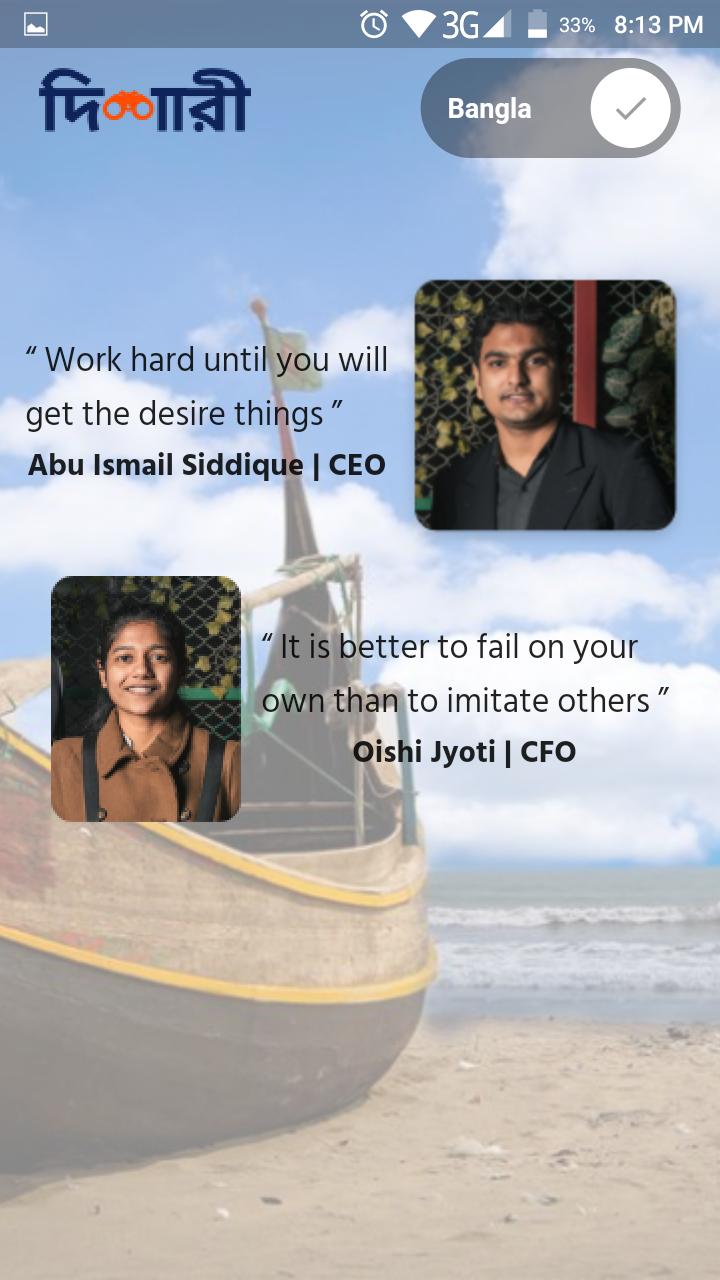 3G 33% 8:13 PM
দিশারী
Bangla
“ Work hard until you will
get the desire things ”
Abu Ismail Siddique | CEO
“ It is better to fail on your
own than to imitate others ”
Oishi Jyoti | CFO